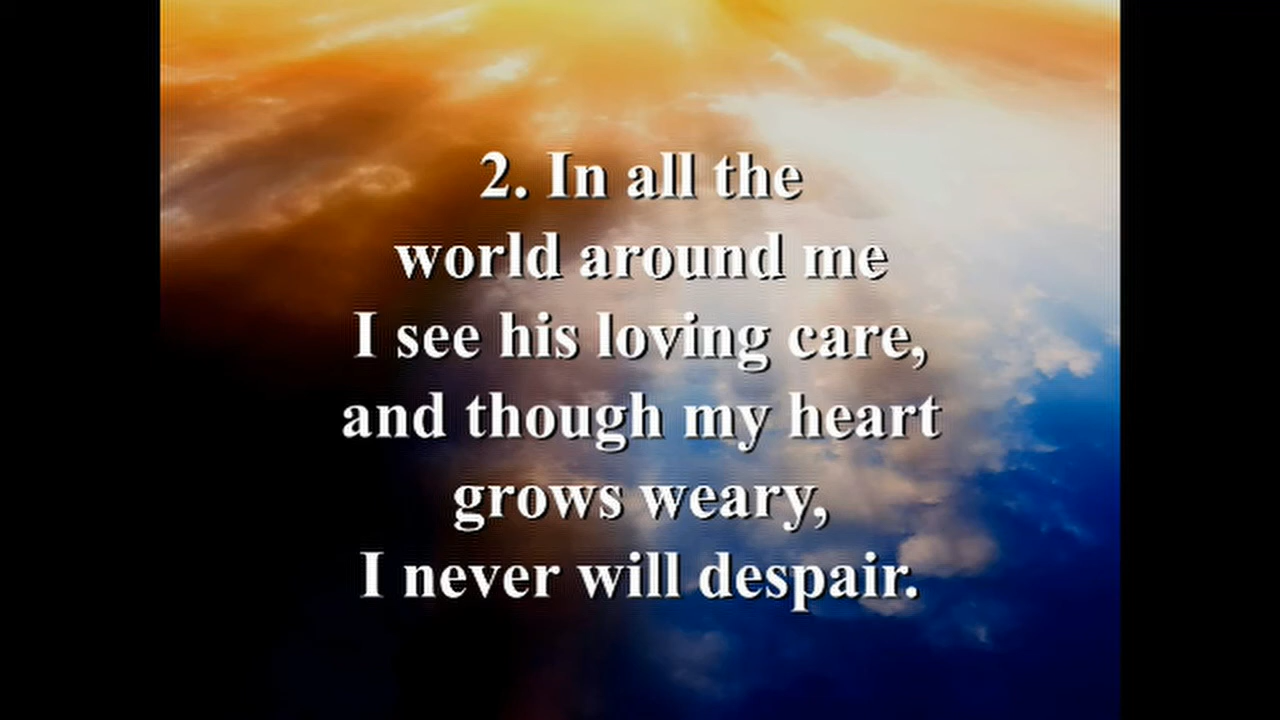 2. In all the
world around me
I see his loving care,
and though my heart
grows weary,
I never will despair.